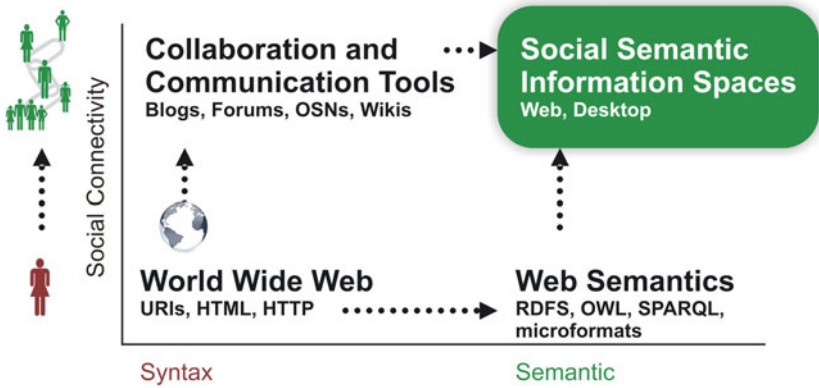 Social Connectivity
Collaboration and
Communication Tools
Blogs, Forums, OSNs, Wikis
Social Semantic
Information Spaces
Web, Desktop
World Wide Web
URIs, HTML, HTTP
Web Semantics
RDFS, OWL, SPARQL,
microformats
Syntax
Semantic